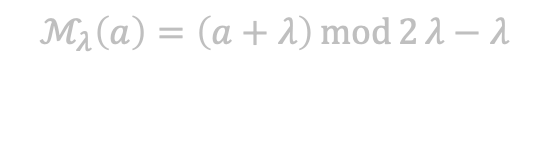 ℳ_λ(a) = (a + λ) mod 2 λ − λ